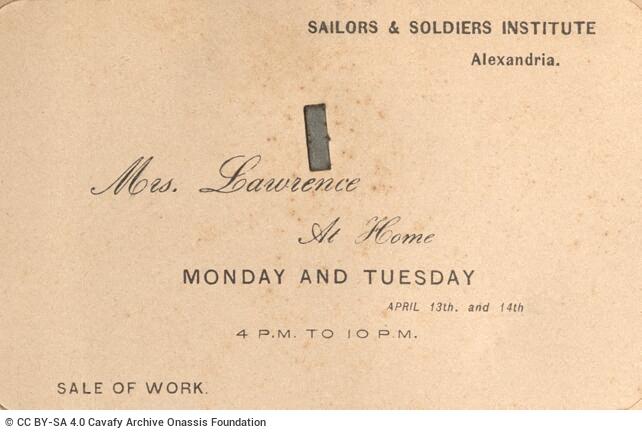 SAILORS & SOLDIERS INSTITUTE
Alexandria.
Mrs. Lawrence
At Home
MONDAY AND TUESDAY
APRIL 13th. and 14th
4 P.M. TO 10 P.M.
SALE OF WORK.
© CC BY-SA 4.0 Cavafy Archive Onassis Foundation